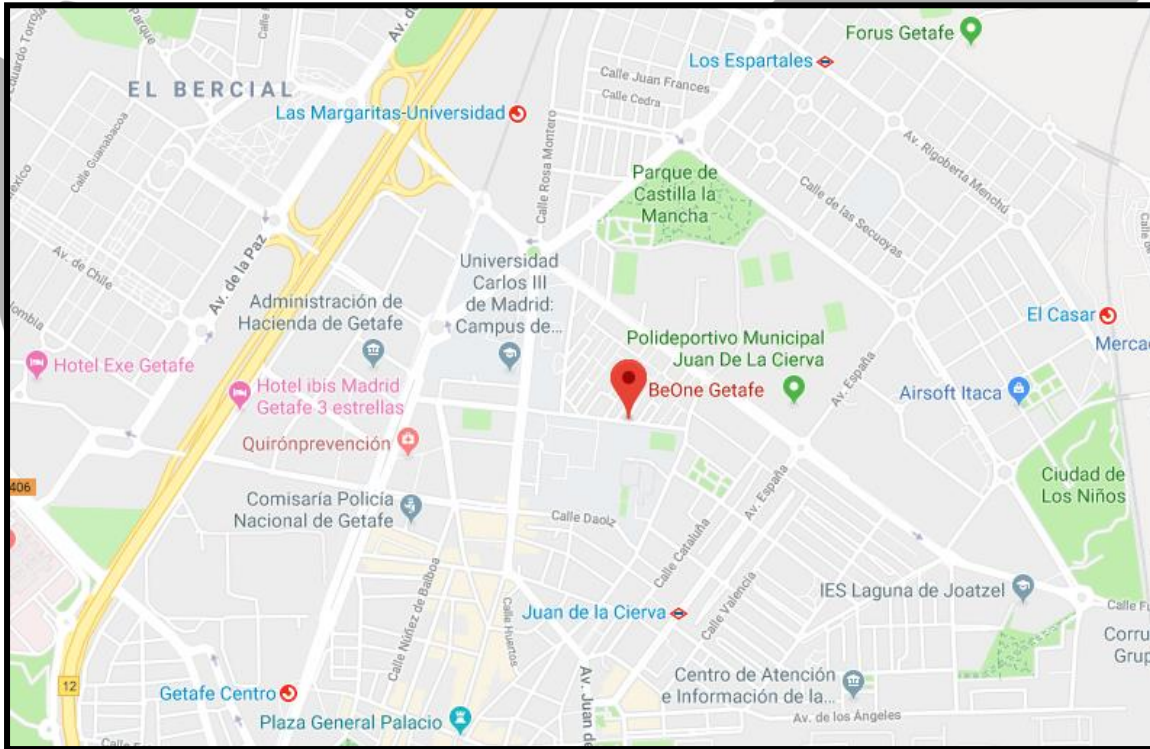 Forus Getafe
Los Espartales
Calle Juan Frances
Calle Cedra
Eduardo Torroja
Parque
EL BERCIAL
Las Margaritas-Universidad
Calle Guanabacoa
Calle Rosa Montero
Av. Rigoberta Menchú
Parque de
Castilla la
Mancha
Calle de las Secuoyas
Av. de Chile
Av. de la Paz
Universidad
Carlos III
de Madrid:
Campus de...
Administración de
Hacienda de Getafe
El Casar
Polideportivo Municipal
Juan De La Cierva
Hotel Exe Getafe
Hotel ibis Madrid
Getafe 3 estrellas
BeOne Getafe
Av. España
Airsoft Itaca
Quirónprevención
406
Comisaría Policía
Nacional de Getafe
Calle Daoíz
Av. España
Ciudad de
Los Niños
Calle Cataluña
Calle Valencia
IES Laguna de Joatzel
Calle Núñez de Balboa
Calle Huertos
Juan de la Cierva
Getafe Centro
12
Plaza General Palacio
Av. Juan de
Centro de Atención
e Información de la...
Av. de los Ángeles